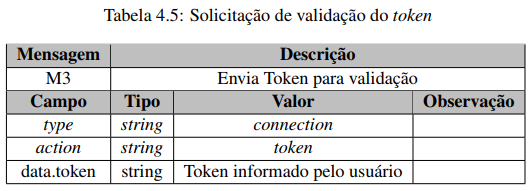 Tabela 4.5: Solicitação de validação do token
Mensagem Descrição
M3 Envia Token para validação
Campo Tipo Valor Observação
type string connection
action string token
data.token string Token informado pelo usuário